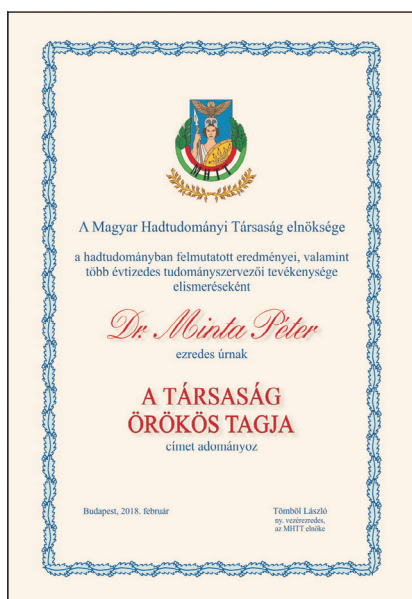 MHTT
A Magyar Hadtudományi Társaság elnöksége
a hadtudományban felmutatott eredményei, valamint
több évtizedes tudományszervezői tevékenysége
elismeréseként
Dr. Minta Péter
ezredes úrnak
A TÁRSASÁG
ÖRÖKÖS TAGJA
címet adományoz
Budapest, 2018. február
Tömböl László
ny. vezérezredes,
az MHTT elnöke